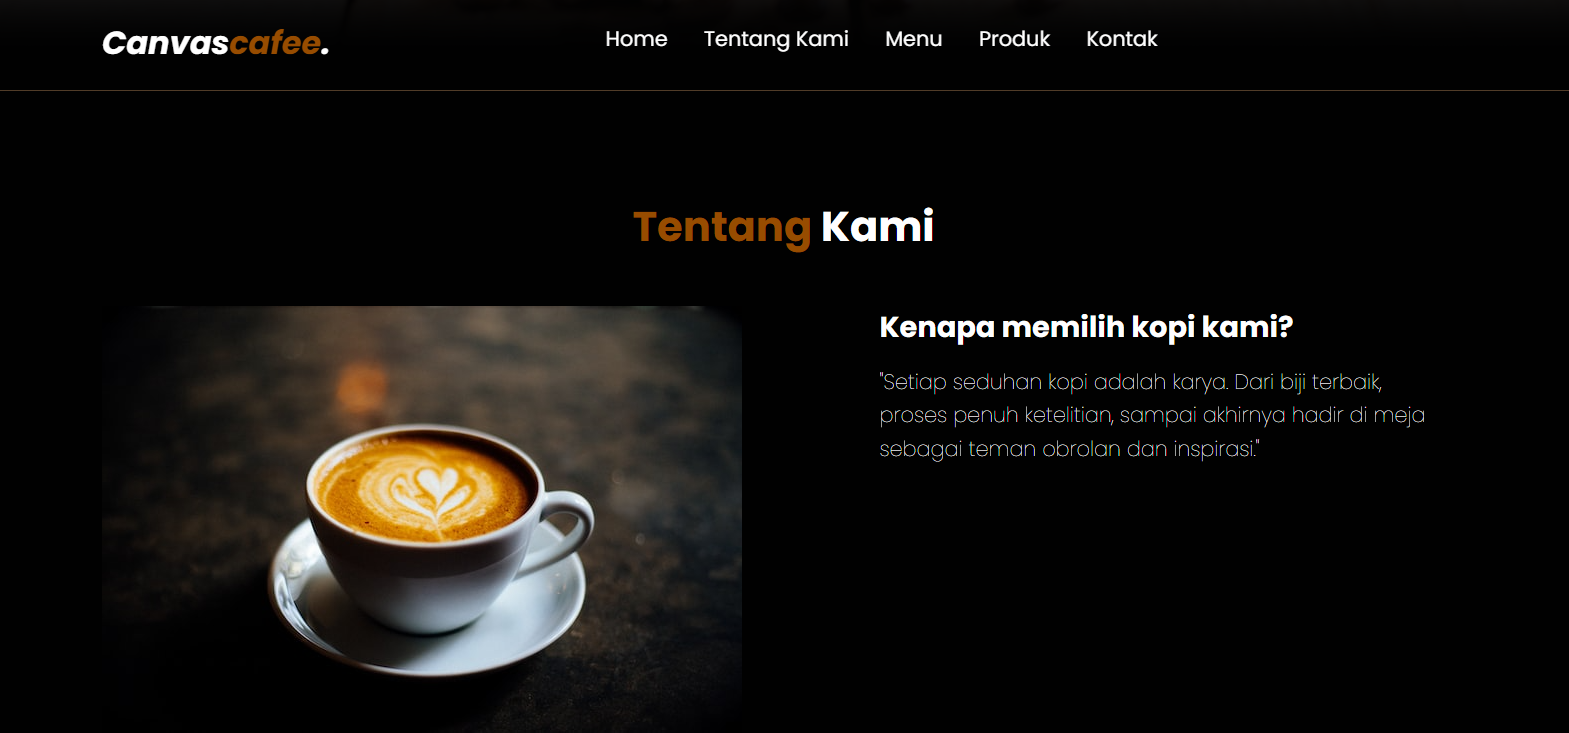 Canvascafee.
Home Tentang Kami Menu Produk Kontak
Tentang Kami
Kenapa memilih kopi kami?
"Setiap seduhan kopi adalah karya. Dari biji terbaik,
proses penuh ketelitian, sampai akhirnya hadir di meja
sebagai teman obrolan dan inspirasi."